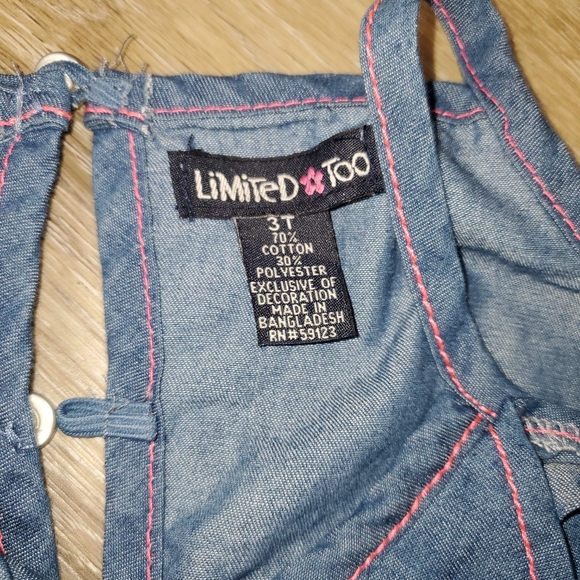 LiMiTeD TOO
3T
70%
COTTON
30%
POLYESTER
EXCLUSIVE OF
DECORATION
MADE IN
BANGLADESH
RN#59123